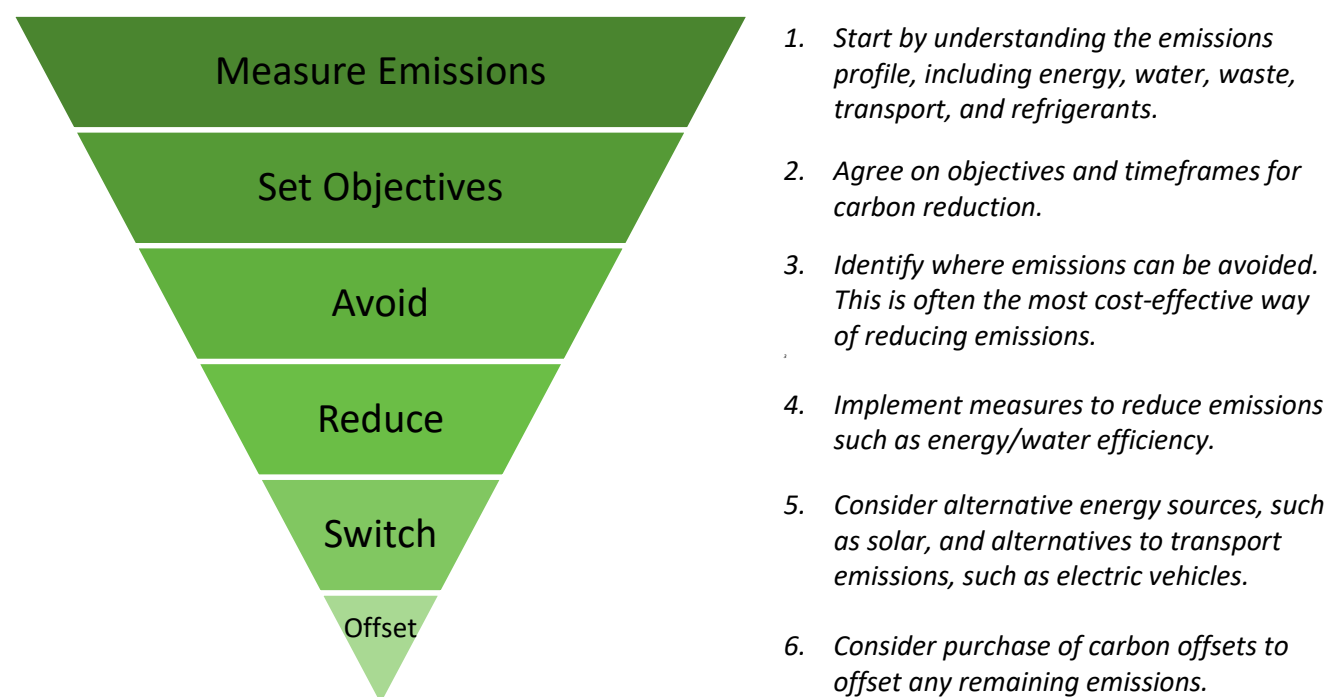 Measure Emissions
Set Objectives
Avoid
Reduce
Switch
Offset
1. Start by understanding the emissions
profile, including energy, water, waste,
transport, and refrigerants.
2. Agree on objectives and timeframes for
carbon reduction.
3. Identify where emissions can be avoided.
This is often the most cost-effective way
of reducing emissions.
4. Implement measures to reduce emissions
such as energy/water efficiency.
5. Consider alternative energy sources, such
as solar, and alternatives to transport
emissions, such as electric vehicles.
6. Consider purchase of carbon offsets to
offset any remaining emissions.